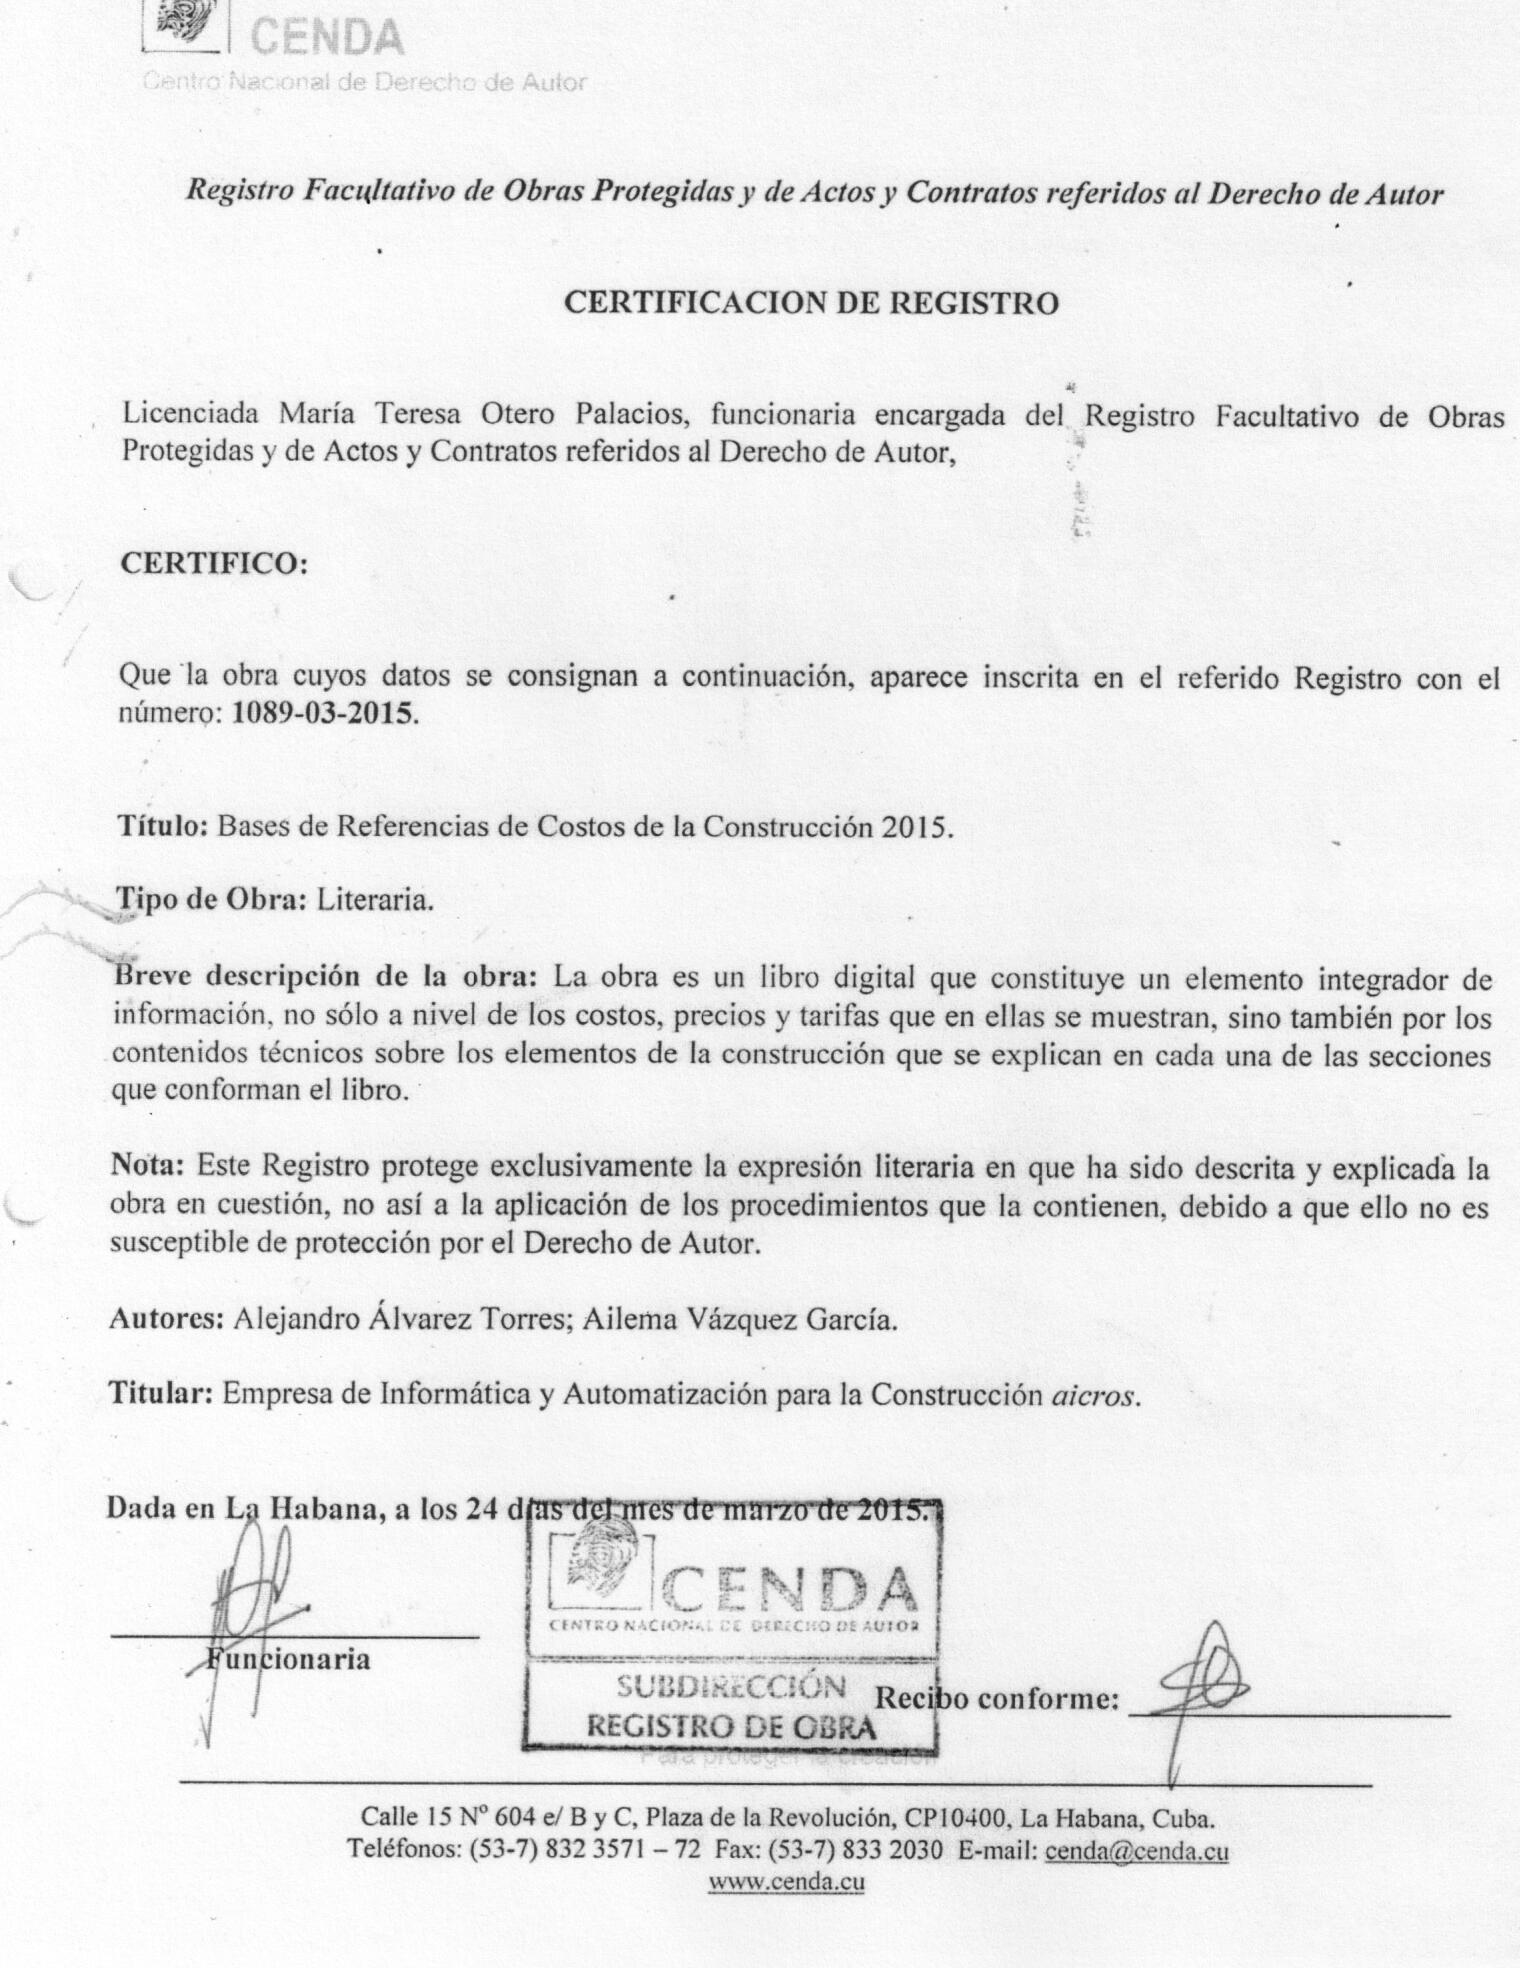 CENDA
Centro Nacional de Derecho de Autor
Registro Facultativo de Obras Protegidas y de Actos y Contratos referidos al Derecho de Autor
CERTIFICACION DE REGISTRO
Licenciada María Teresa Otero Palacios, funcionaria encargada del Registro Facultativo de Obras
Protegidas y de Actos y Contratos referidos al Derecho de Autor,
CERTIFICO:
Que la obra cuyos datos se consignan a continuación, aparece inscrita en el referido Registro con el
número: 1089-03-2015.
Título: Bases de Referencias de Costos de la Construcción 2015.
Tipo de Obra: Literaria.
Breve descripción de la obra: La obra es un libro digital que constituye un elemento integrador de
información, no sólo a nivel de los costos, precios y tarifas que en ellas se muestran, sino también por los
contenidos técnicos sobre los elementos de la construcción que se explican en cada una de las secciones
que conforman el libro.
Nota: Este Registro protege exclusivamente la expresión literaria en que ha sido descrita y explicada la
obra en cuestión, no así a la aplicación de los procedimientos que la contienen, debido a que ello no es
susceptible de protección por el Derecho de Autor.
Autores: Alejandro Álvarez Torres; Ailema Vázquez García.
Titular: Empresa de Informática y Automatización para la Construcción aicros.
Dada en La Habana, a los 24 días del mes de marzo de 2015.
CENDA
CENTRO NACIONAL DE DERECHO DE AUTOR
Funcionaria
SUBDIRECCIÓN
Recibo conforme:
REGISTRO DE OBRA
Para proteger la creación
Calle 15 Nº 604 e/ B y C, Plaza de la Revolución, CP10400, La Habana, Cuba.
Teléfonos: (53-7) 832 3571 – 72 Fax: (53-7) 833 2030 E-mail: cenda@cenda.cu
www.cenda.cu